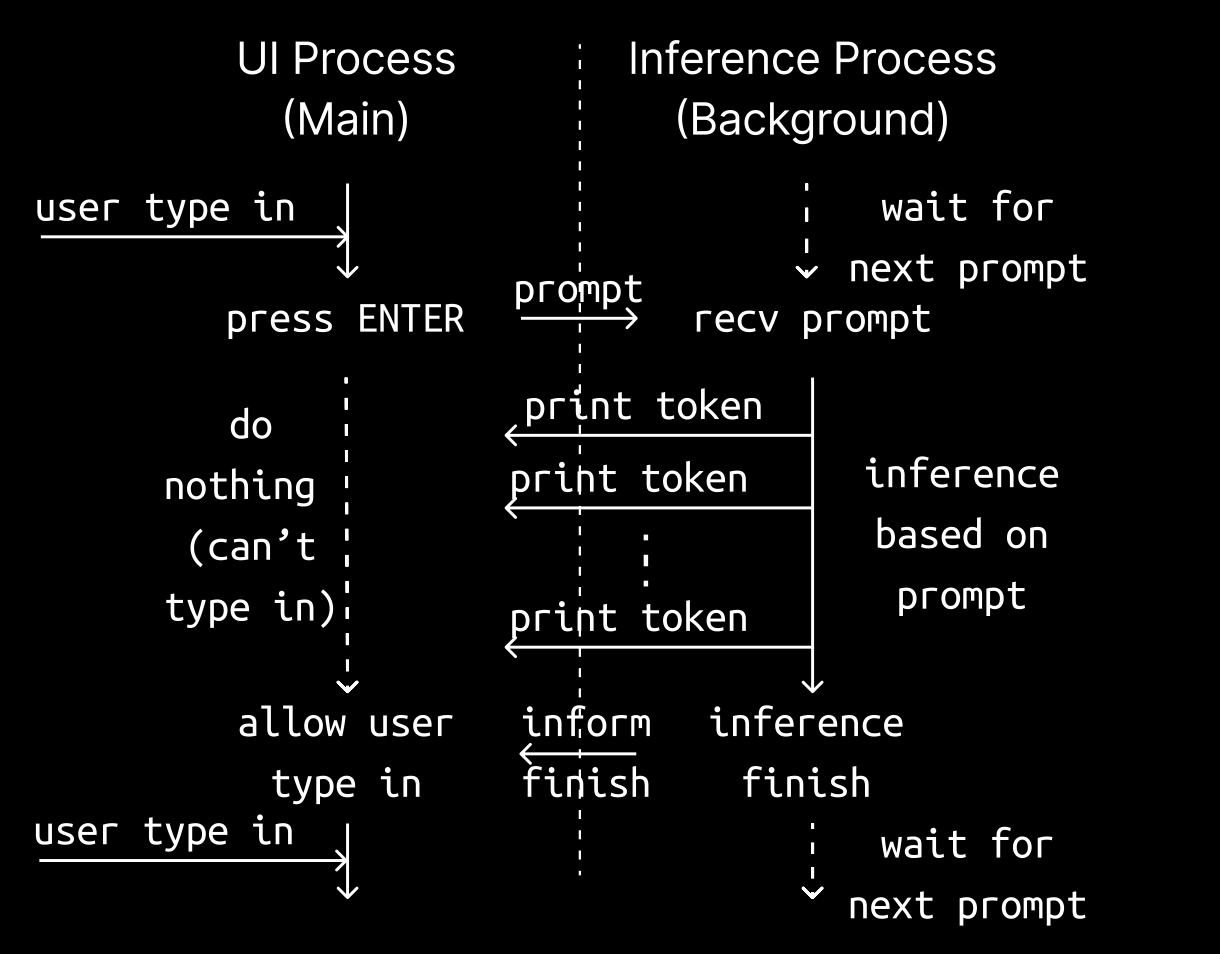 UI Process
(Main)
Inference Process
(Background)
user type in
wait for
next prompt
press ENTER
prompt
recv prompt
do
nothing
(can’t
type in)
print token
print token
print token
inference
based on
prompt
allow user
type in
inform
finish
inference
finish
user type in
wait for
next prompt